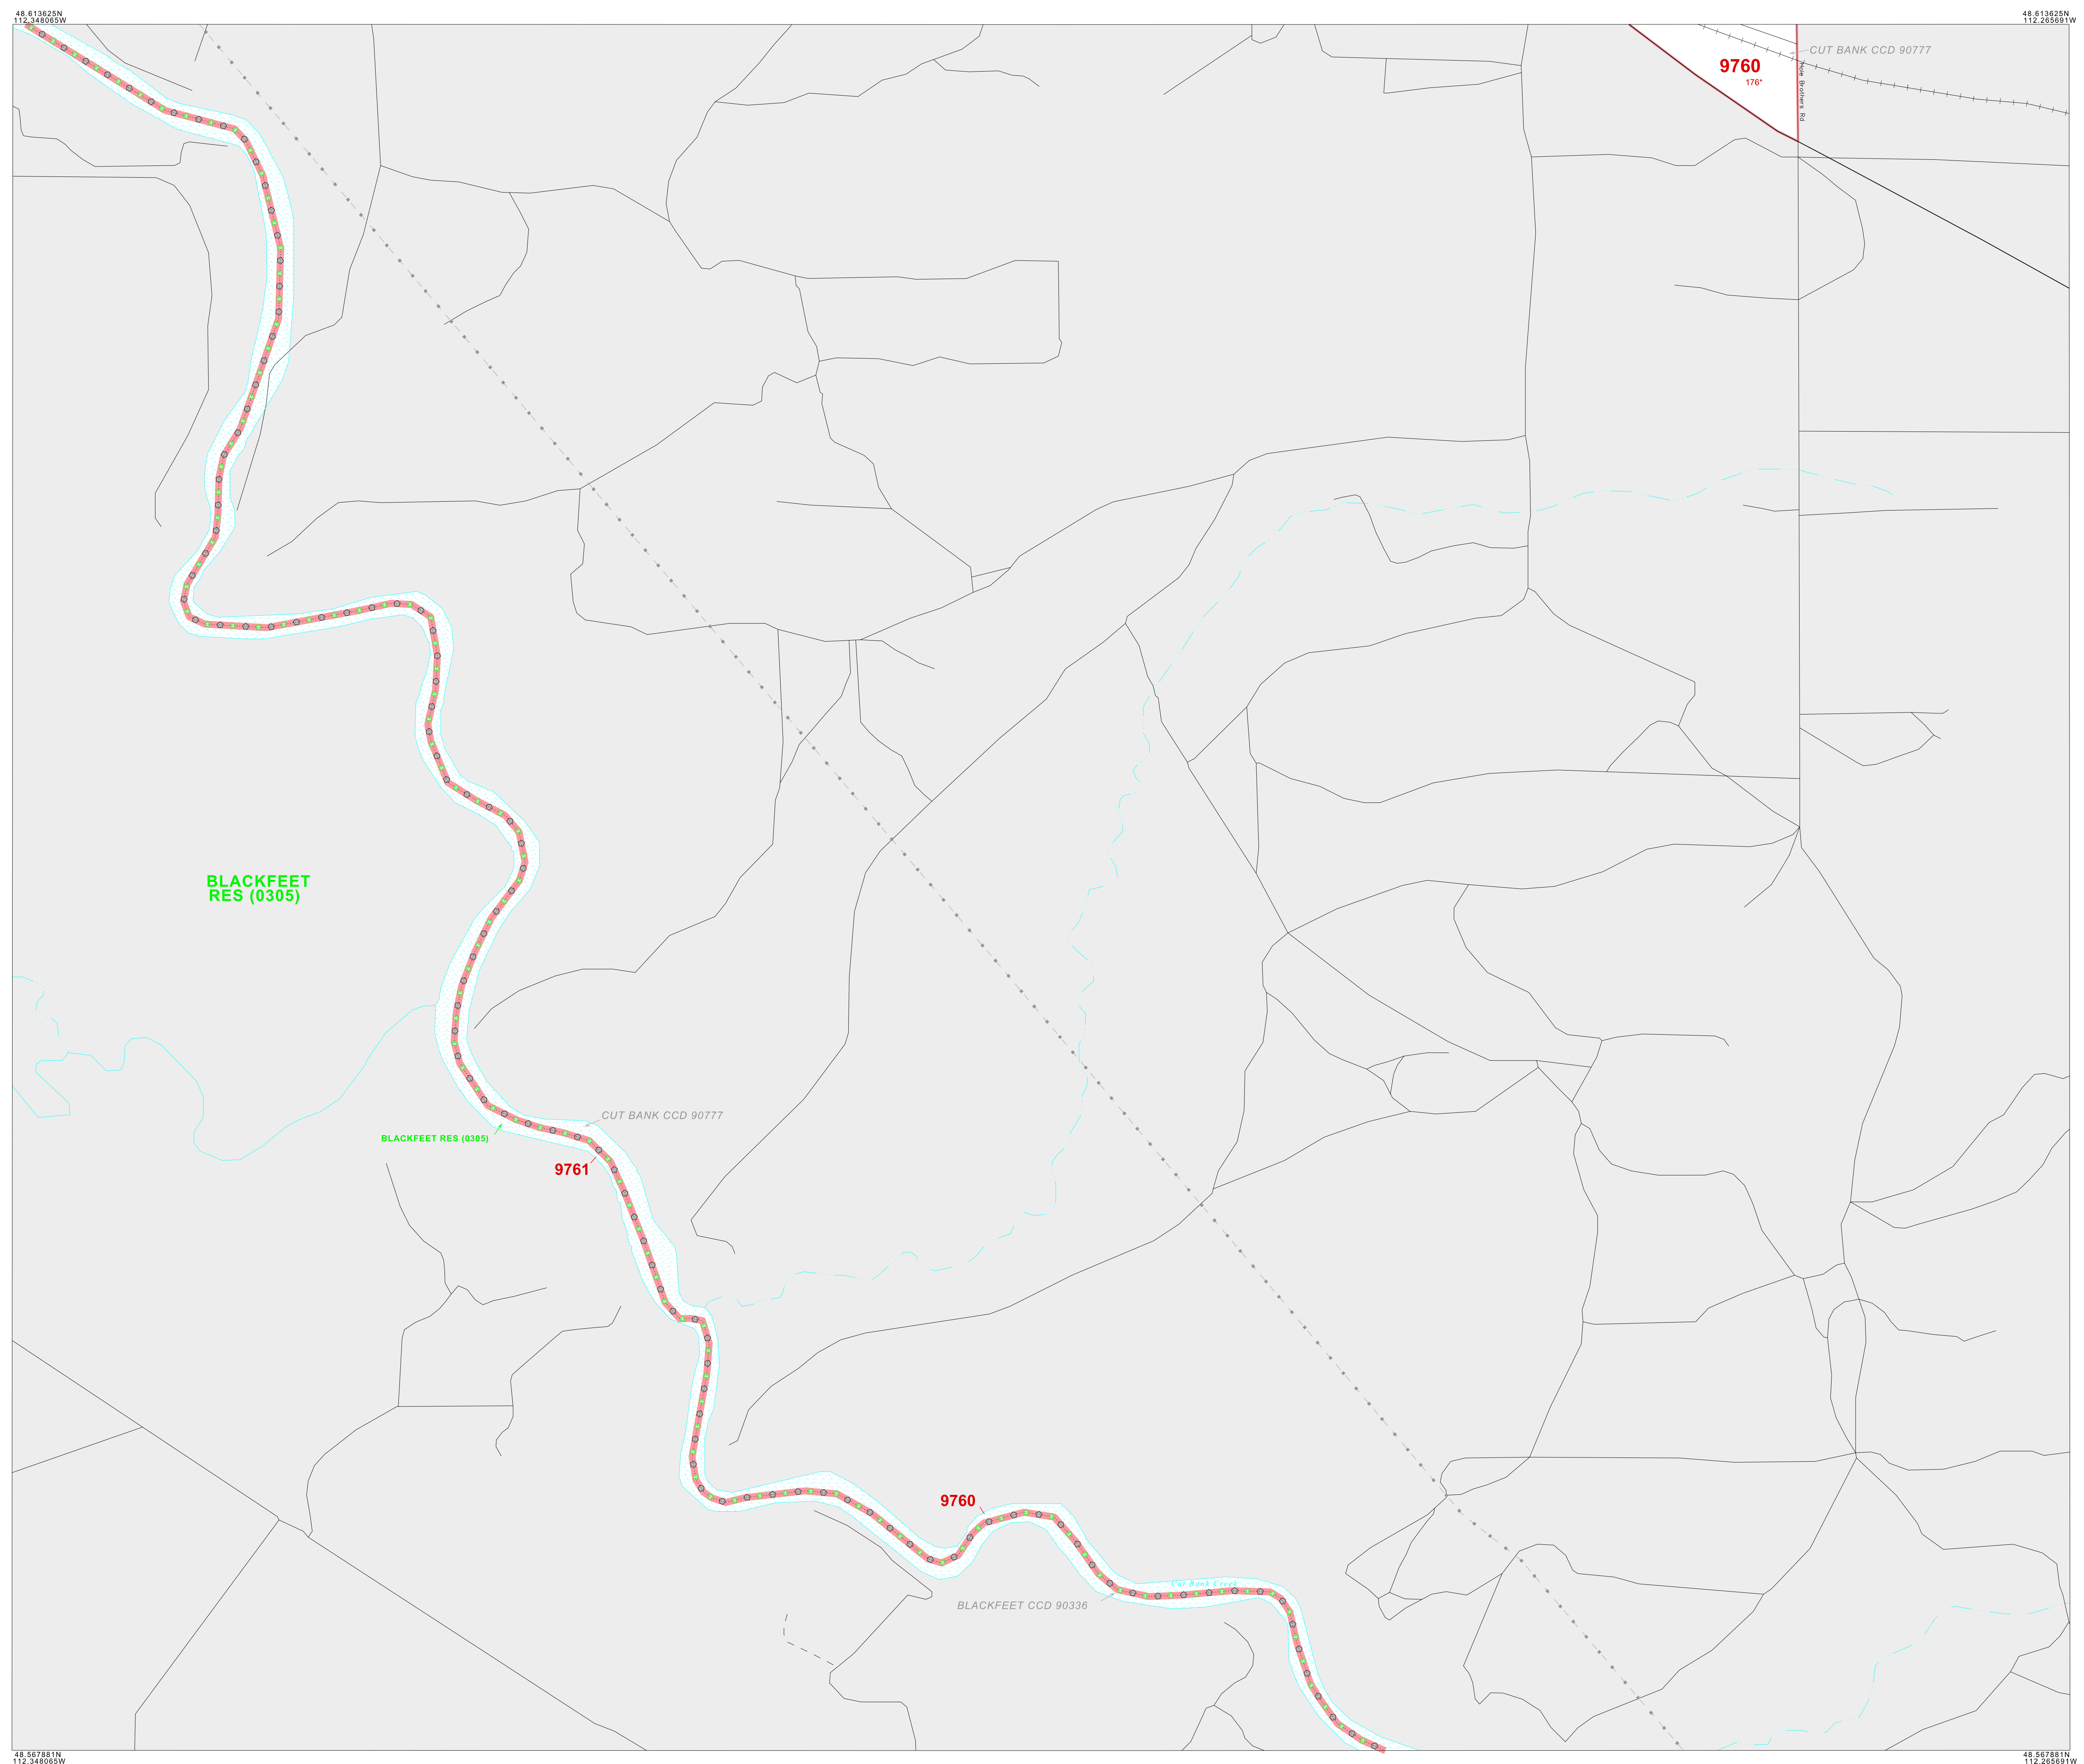 48.613625N
112.348065W
48.613625N
112.265691W
CUT BANK CCD 90777
9760
176*
Hole Brothers Rd
BLACKFEET
RES (0305)
CUT BANK CCD 90777
BLACKFEET RES (0305)
9761
9760
Cut Bank Creek
BLACKFEET CCD 90336
48.567881N
112.348065W
48.567881N
112.265691W